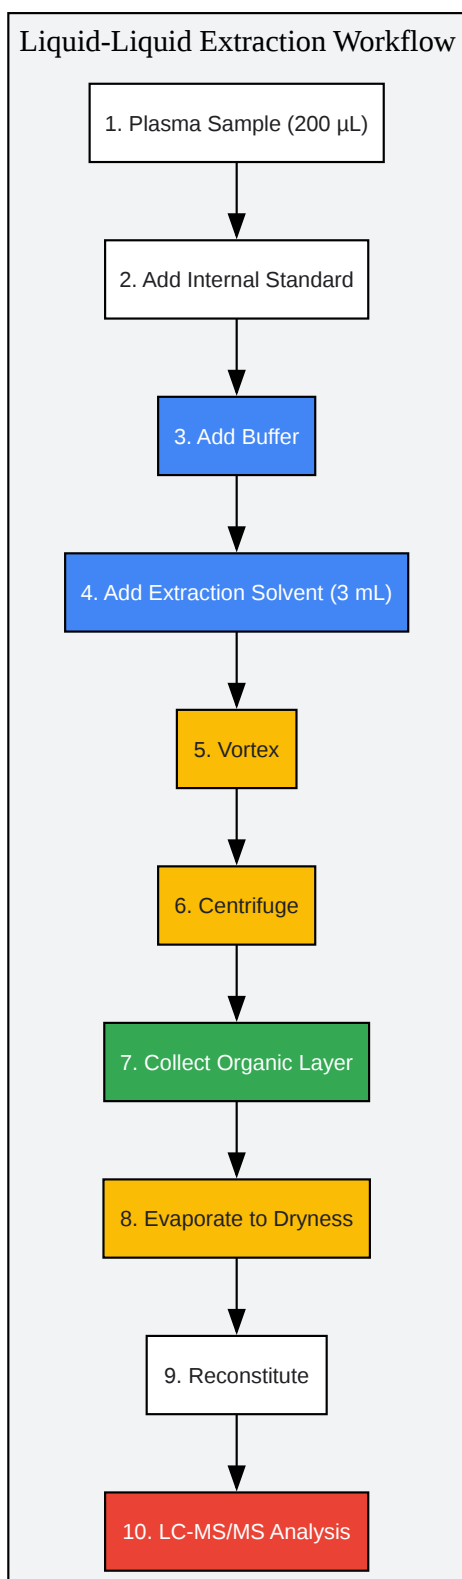 Liquid-Liquid Extraction Workflow
1. Plasma Sample (200 µL)
2. Add Internal Standard
3. Add Buffer
4. Add Extraction Solvent (3 mL)
5. Vortex
6. Centrifuge
7. Collect Organic Layer
8. Evaporate to Dryness
9. Reconstitute
10. LC-MS/MS Analysis